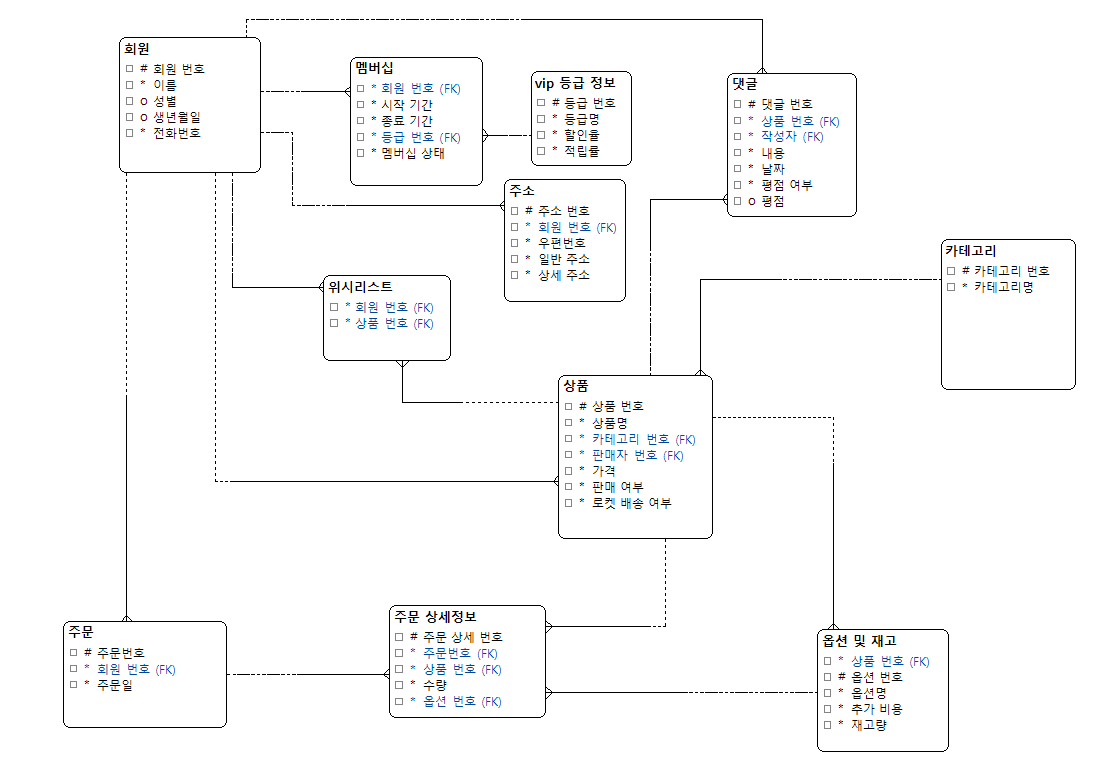 회원
# 회원 번호
* 이름
o 성별
o 생년월일
* 전화번호
멤버십
* 회원 번호 (FK)
* 시작 기간
* 종료 기간
* 등급 번호 (FK)
* 멤버십 상태
vip 등급 정보
# 등급 번호
* 등급명
* 할인율
* 적립률
댓글
# 댓글 번호
* 상품 번호 (FK)
* 작성자 (FK)
* 내용
* 날짜
* 평점 여부
o 평점
주소
# 주소 번호
* 회원 번호 (FK)
* 우편번호
* 일반 주소
* 상세 주소
카테고리
# 카테고리 번호
* 카테고리명
위시리스트
* 회원 번호 (FK)
* 상품 번호 (FK)
상품
# 상품 번호
* 상품명
* 카테고리 번호 (FK)
* 판매자 번호 (FK)
* 가격
* 판매 여부
* 로켓 배송 여부
주문
# 주문번호
* 회원 번호 (FK)
* 주문일
주문 상세정보
# 주문 상세 번호
* 주문번호 (FK)
* 상품 번호 (FK)
* 수량
* 옵션 번호 (FK)
옵션 및 재고
* 상품 번호 (FK)
# 옵션 번호
* 옵션명
* 추가 비용
* 재고량